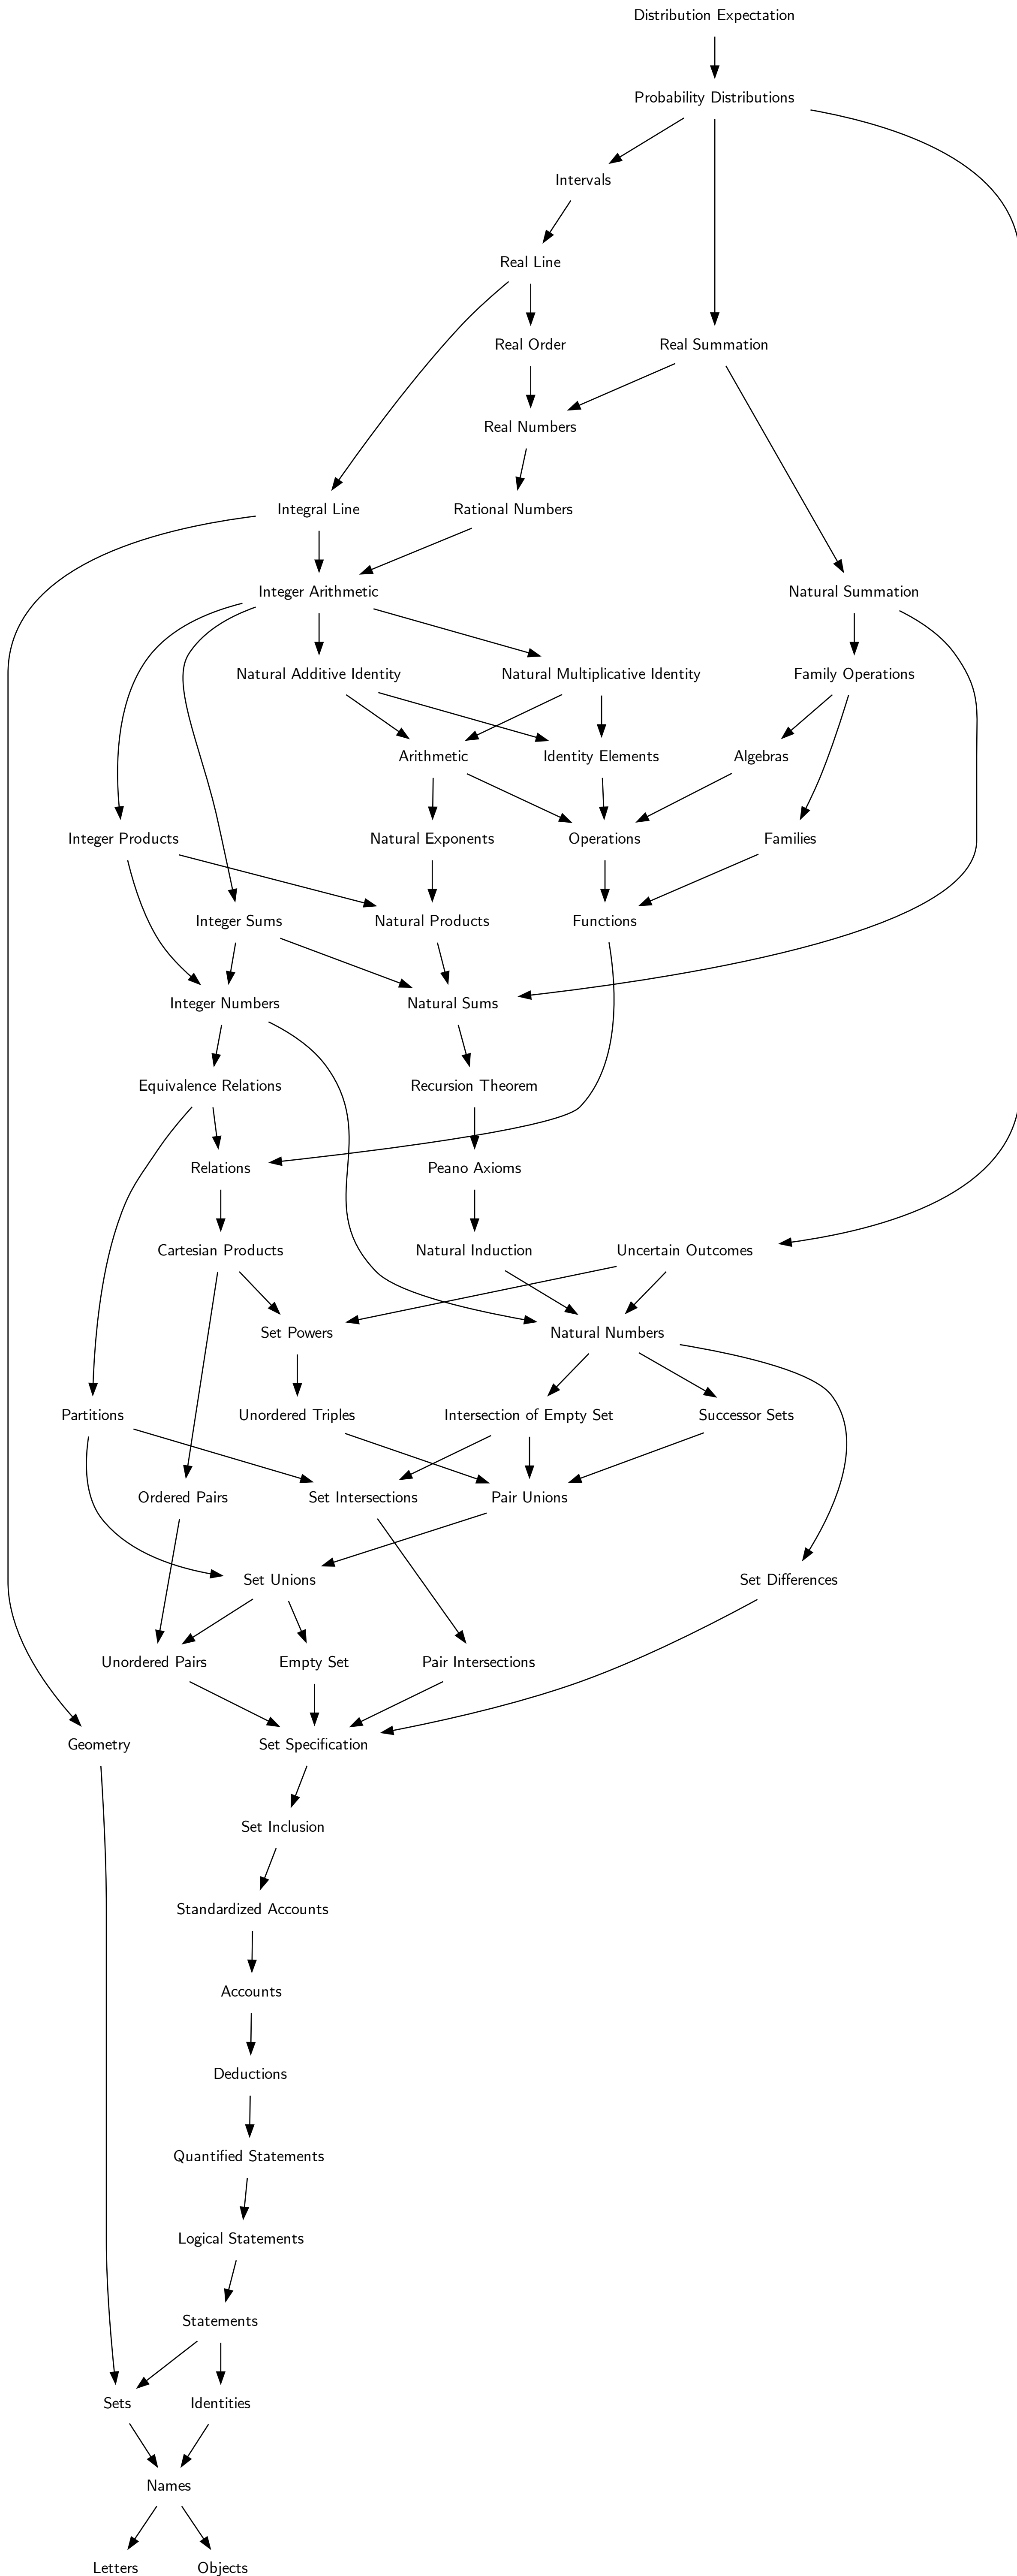 Distribution Expectation
Probability Distributions
Intervals
Real Line
Real Order
Real Summation
Real Numbers
Integral Line
Rational Numbers
Integer Arithmetic
Natural Summation
Natural Additive Identity
Natural Multiplicative Identity
Family Operations
Arithmetic
Identity Elements
Algebras
Integer Products
Natural Exponents
Operations
Families
Integer Sums
Natural Products
Functions
Integer Numbers
Natural Sums
Equivalence Relations
Recursion Theorem
Relations
Peano Axioms
Cartesian Products
Natural Induction
Uncertain Outcomes
Set Powers
Natural Numbers
Partitions
Unordered Triples
Intersection of Empty Set
Successor Sets
Ordered Pairs
Set Intersections
Pair Unions
Set Unions
Set Differences
Unordered Pairs
Empty Set
Pair Intersections
Geometry
Set Specification
Set Inclusion
Standardized Accounts
Accounts
Deductions
Quantified Statements
Logical Statements
Statements
Sets
Identities
Names
Letters
Objects